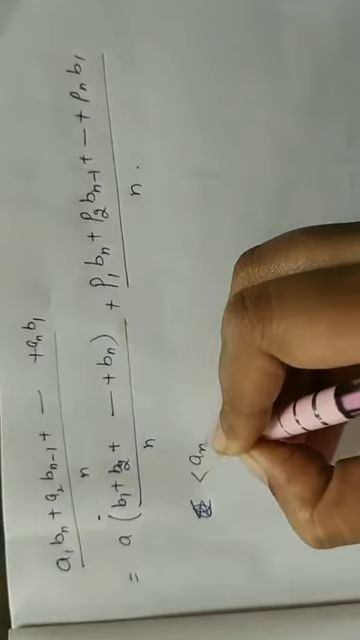 a₁bₙ + a₂bₙ₋₁ + — + aₙb₁
n
= a (b₁ + b₂ + — + bₙ) + p₁bₙ + p₂bₙ₋₁ + — + pₙb₁
n n.
< aₙ